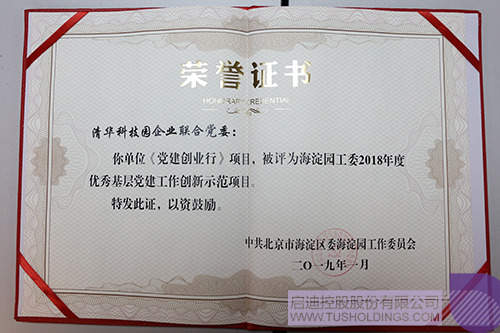 荣誉证书
HONORARY CREDENTIAL
清华科技园企业联合党委:
你单位《党建创业行》项目,被评为海淀园工委2018年度
优秀基层党建工作创新示范项目。
特发此证,以资鼓励。
中共北京市海淀区委海淀园工作委员会
二〇一九年一月
启迪控股股份有限公司
WWW.TUSHOLDINGS.COM